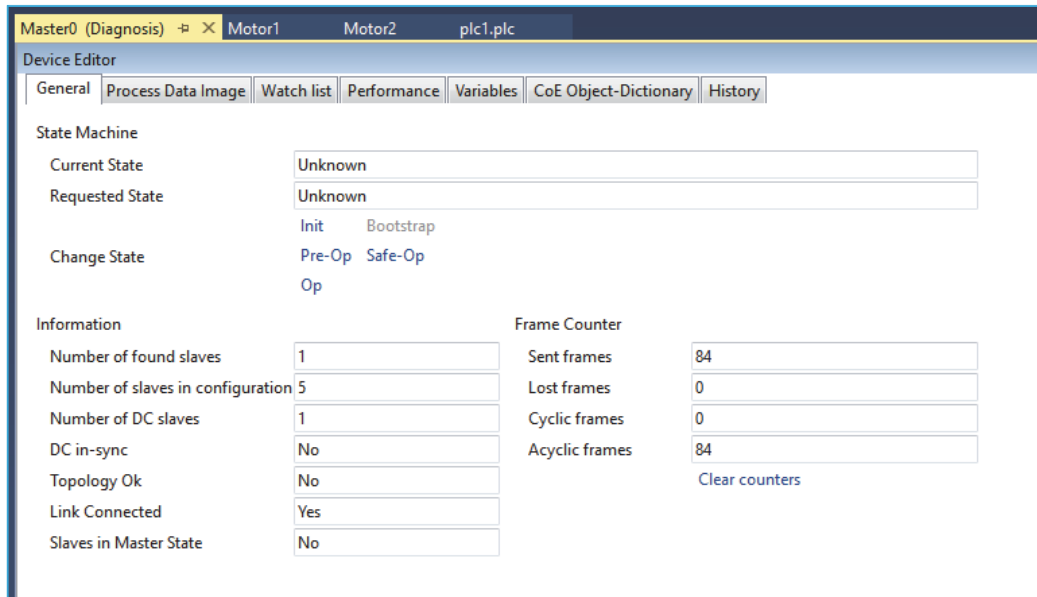 Master0 (Diagnosis) Motor1 Motor2 plc1.plc
Device Editor
General Process Data Image Watch list Performance Variables CoE Object-Dictionary History
State Machine
Current State Unknown
Requested State Unknown
Init Bootstrap
Change State Pre-Op Safe-Op
Op
Information Frame Counter
Number of found slaves 1 Sent frames 84
Number of slaves in configuration 5 Lost frames 0
Number of DC slaves 1 Cyclic frames 0
DC in-sync No Acyclic frames 84
Topology Ok No Clear counters
Link Connected Yes
Slaves in Master State No